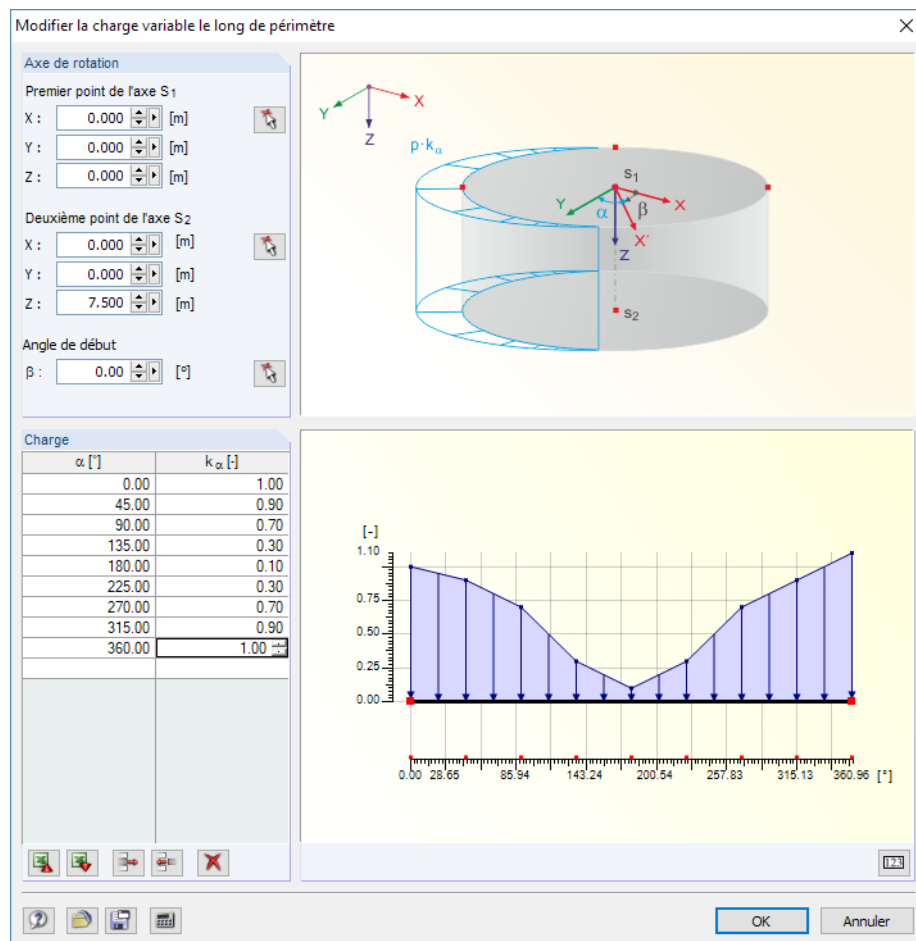 Modifier la charge variable le long de périmètre
Axe de rotation
Premier point de l'axe S1
X : 0.000 [m]
Y : 0.000 [m]
Z : 0.000 [m]
Deuxième point de l'axe S2
X : 0.000 [m]
Y : 0.000 [m]
Z : 7.500 [m]
Angle de début
β : 0.00 [°]
X
Y
Z
p·kα
S1
Y
α
β
X
X'
Z
S2
Charge
α [°] kα [-]
0.00 1.00
45.00 0.90
90.00 0.70
135.00 0.30
180.00 0.10
225.00 0.30
270.00 0.70
315.00 0.90
360.00 1.00
[-]
1.10
0.75
0.50
0.25
0.00
0.00 28.65 85.94 143.24 200.54 257.83 315.13 360.96 [°]
123
OK Annuler